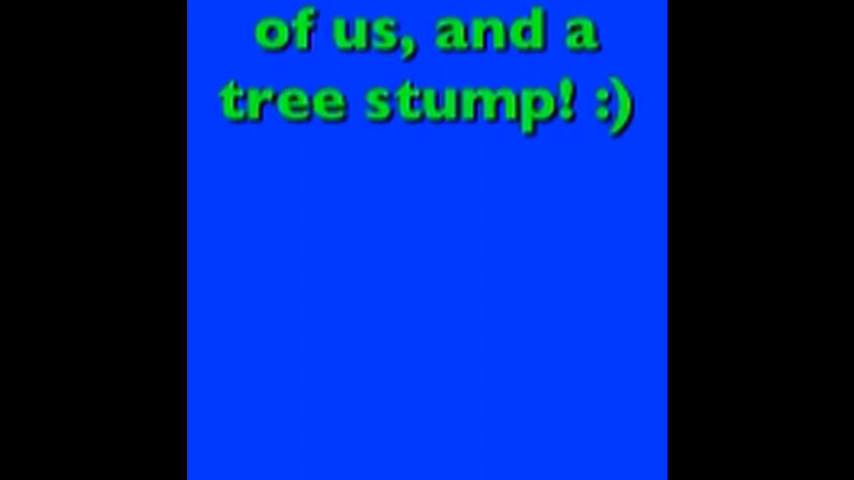 of us, and a
tree stump! :)